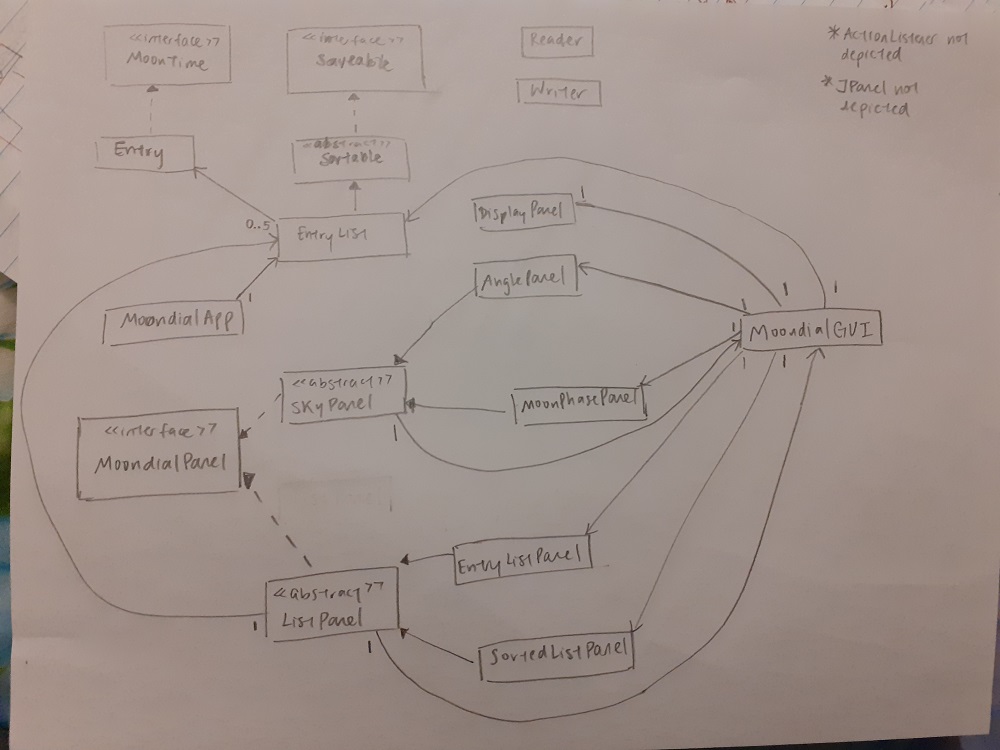 <<interface>>
MoonTime
<<interface>>
Saveable
Reader
Writer
*ActionListener not
depicted
*JPanel not
depicted
Entry
<<abstract>>
Sortable
0..5
EntryList
1
DisplayPanel
1
AnglePanel
MoondialApp
1
1
1
1
MoondialGUI
1
1
1
<<abstract>>
SkyPanel
1
MoonPhasePanel
<<interface>>
MoondialPanel
EntryListPanel
<<abstract>>
ListPanel
1
1
SortedListPanel